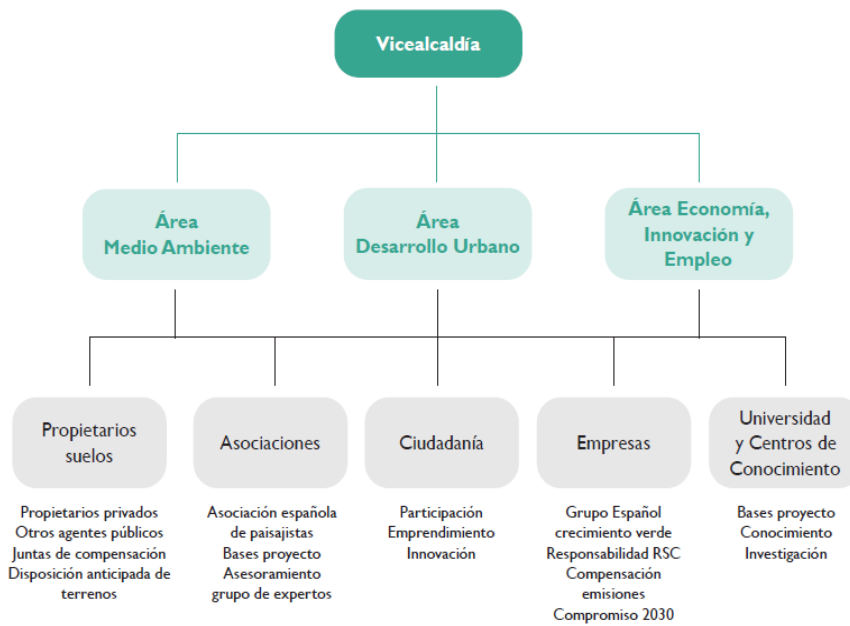 Vicealcaldía
Área
Medio Ambiente
Área
Desarrollo Urbano
Área Economía,
Innovación y
Empleo
Propietarios
suelos
Asociaciones
Ciudadanía
Empresas
Universidad
y Centros de
Conocimiento
Propietarios privados
Otros agentes públicos
Juntas de compensación
Disposición anticipada de
terrenos
Asociación española
de paisajistas
Bases proyecto
Asesoramiento
grupo de expertos
Participación
Emprendimiento
Innovación
Grupo Español
crecimiento verde
Responsabilidad RSC
Compensación
emisiones
Compromiso 2030
Bases proyecto
Conocimiento
Investigación